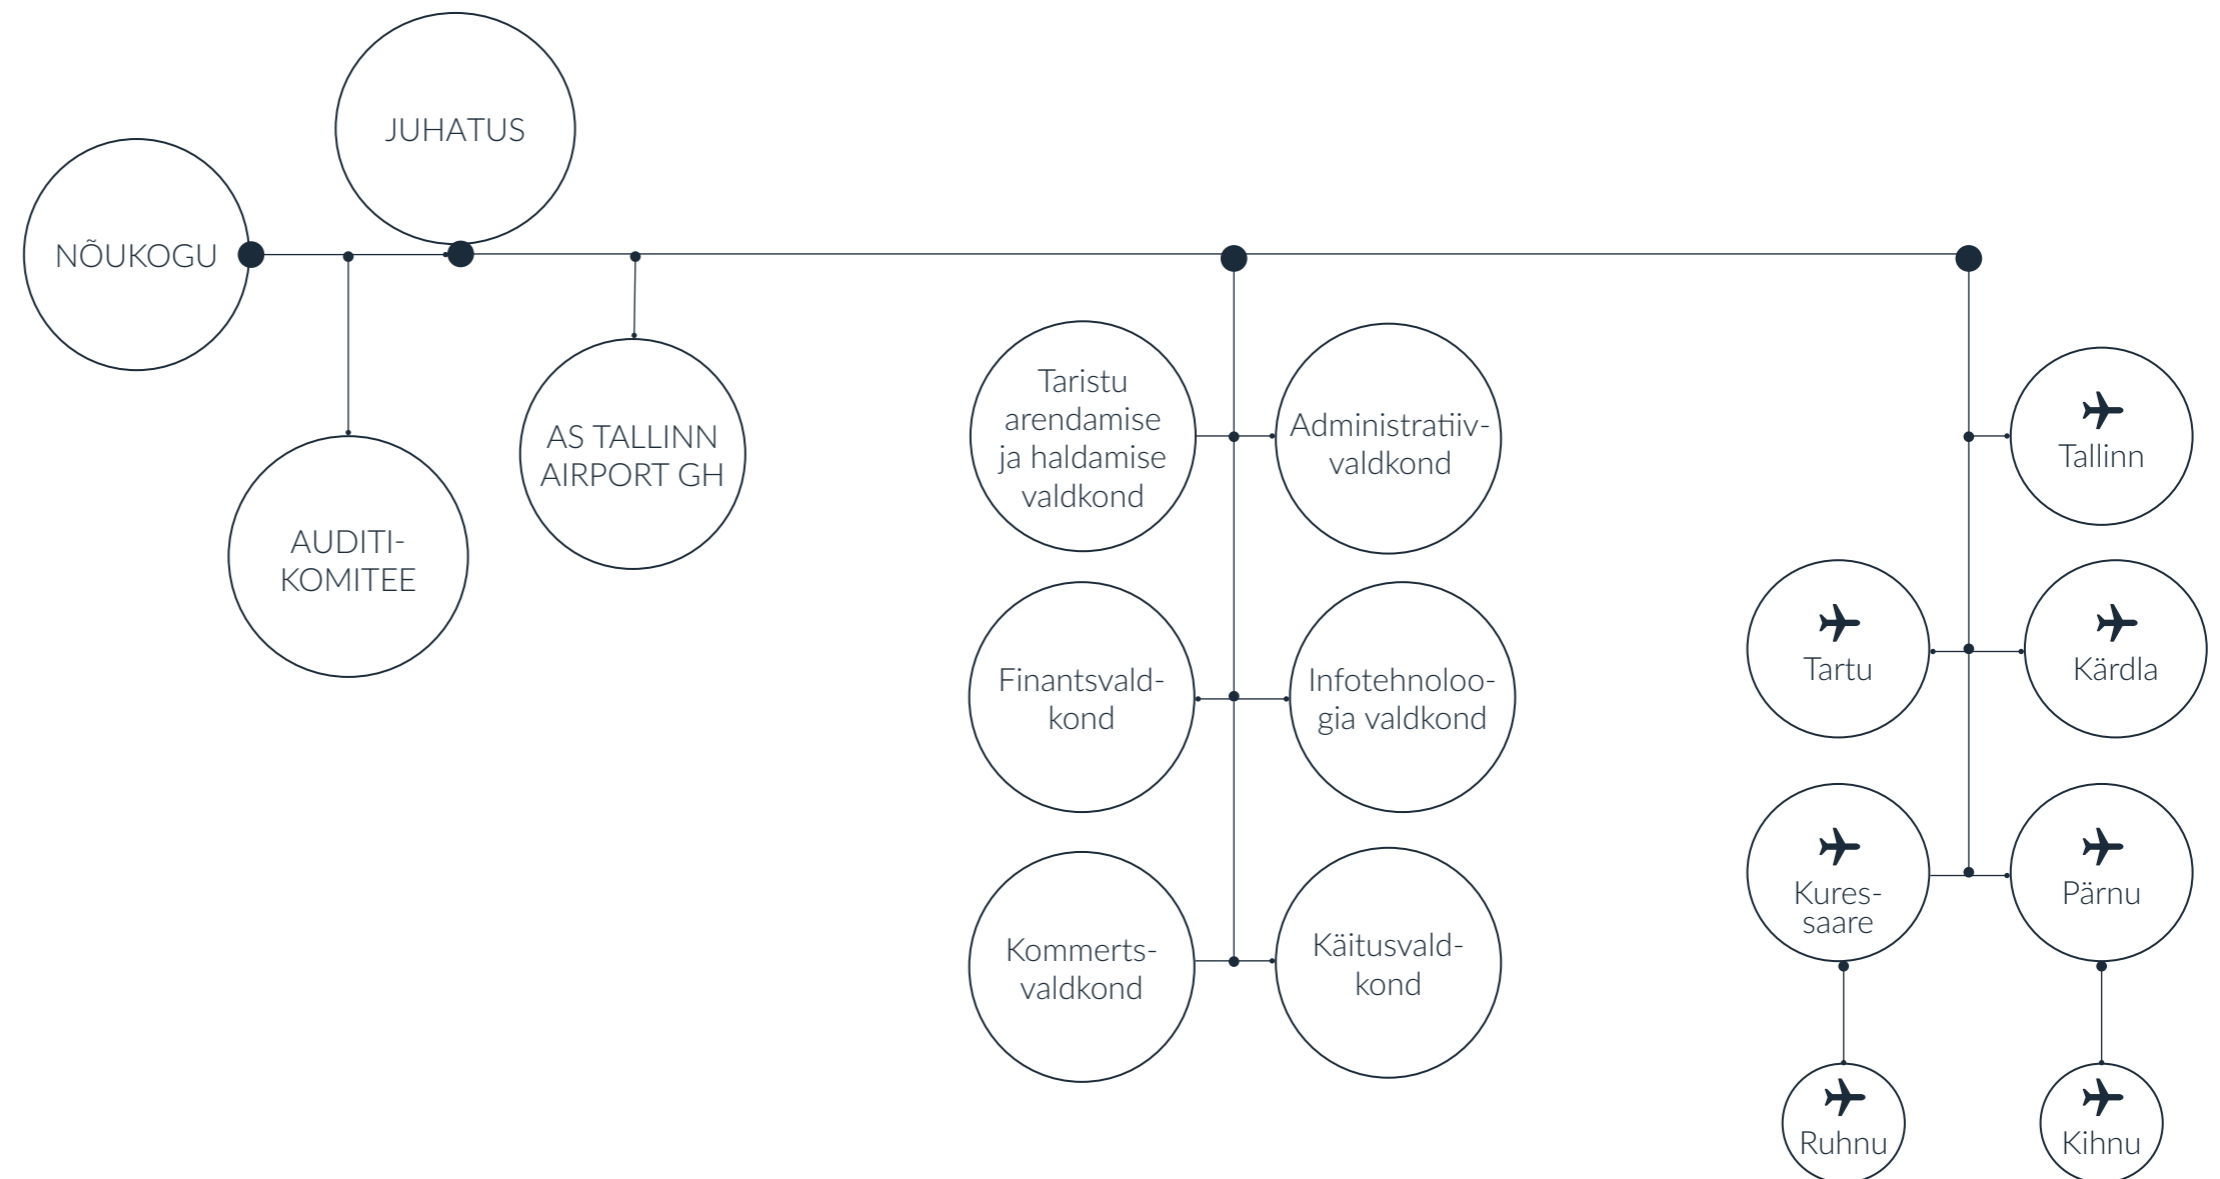 JUHATUS
NÕUKOGU
AUDITI-
KOMITEE
AS TALLINN
AIRPORT GH
Taristu
arendamise
ja haldamise
valdkond
Administratiiv-
valdkond
Finantsvald-
kond
Infotehnoloo-
gia valdkond
Kommerts-
valdkond
Käitusvald-
kond
Tallinn
Tartu
Kärdla
Kures-
saare
Pärnu
Ruhnu
Kihnu